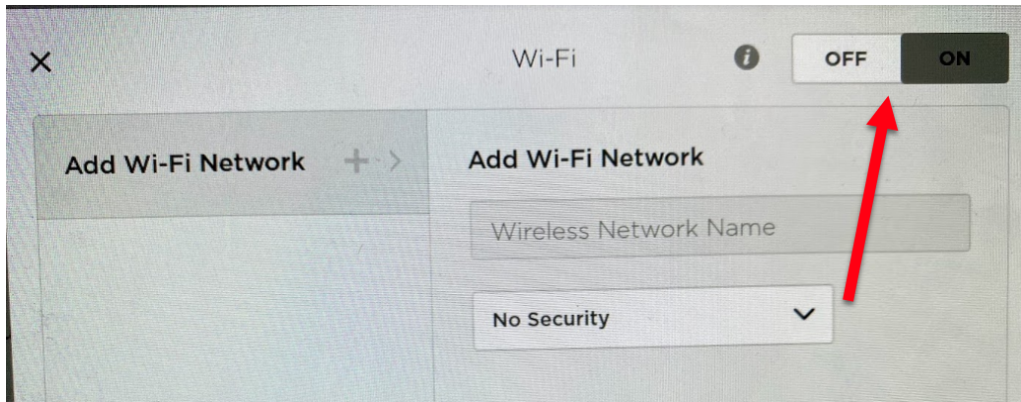 Wi-Fi
OFF
ON
Add Wi-Fi Network
Add Wi-Fi Network
Wireless Network Name
No Security